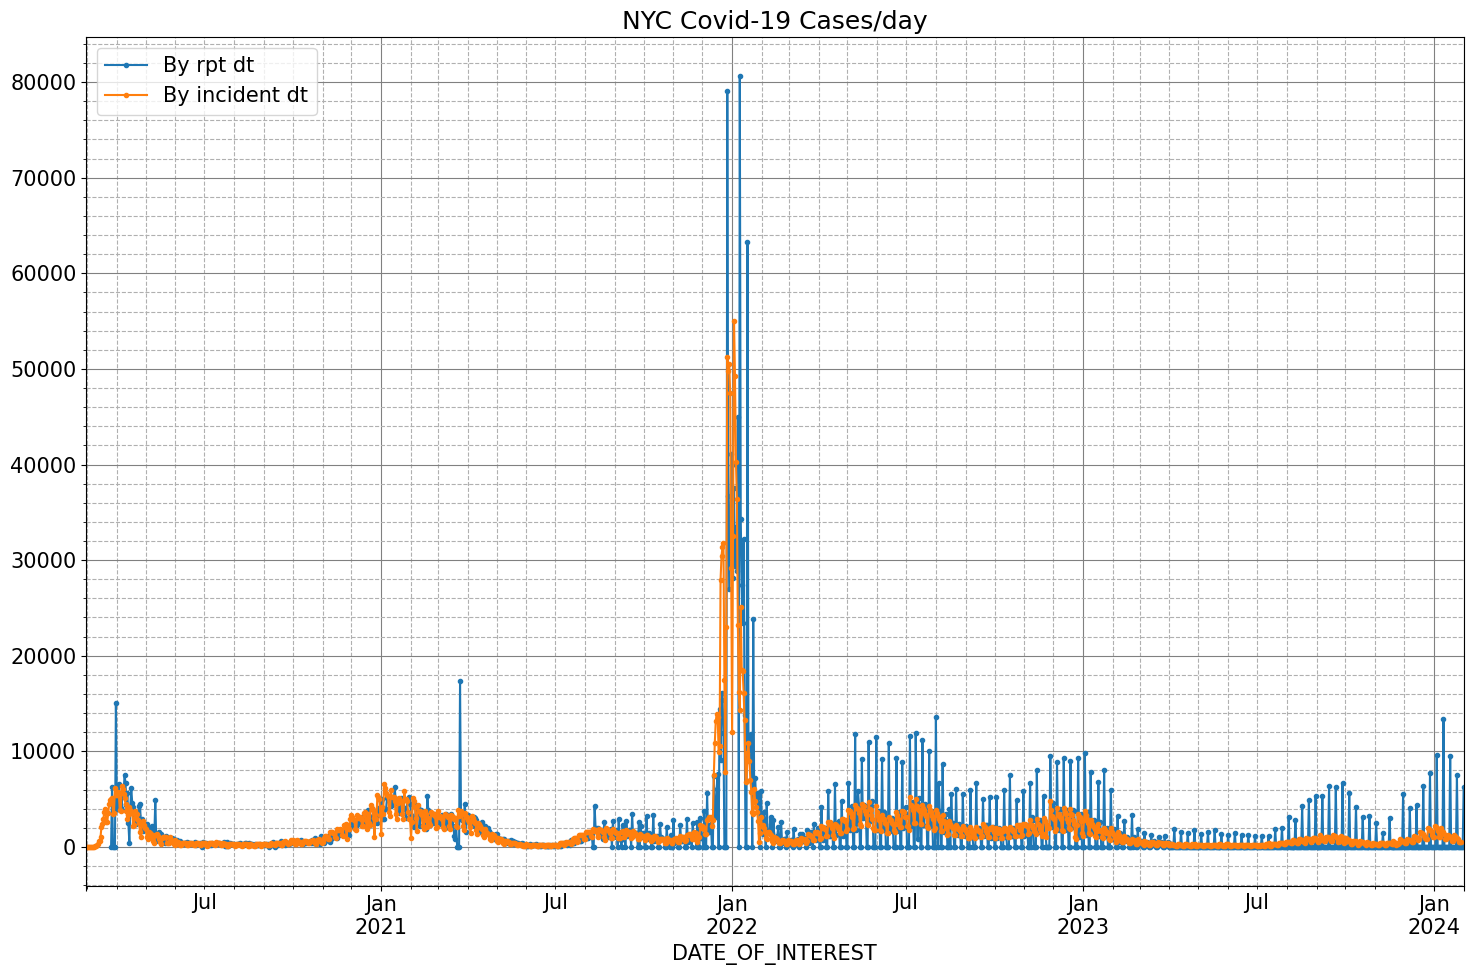 NYC Covid-19 Cases/day
By rpt dt
By incident dt
80000
70000
60000
50000
40000
30000
20000
10000
0
Jul Jan Jul Jan Jul Jan Jul Jan
2021 2022 2023 2024
DATE_OF_INTEREST